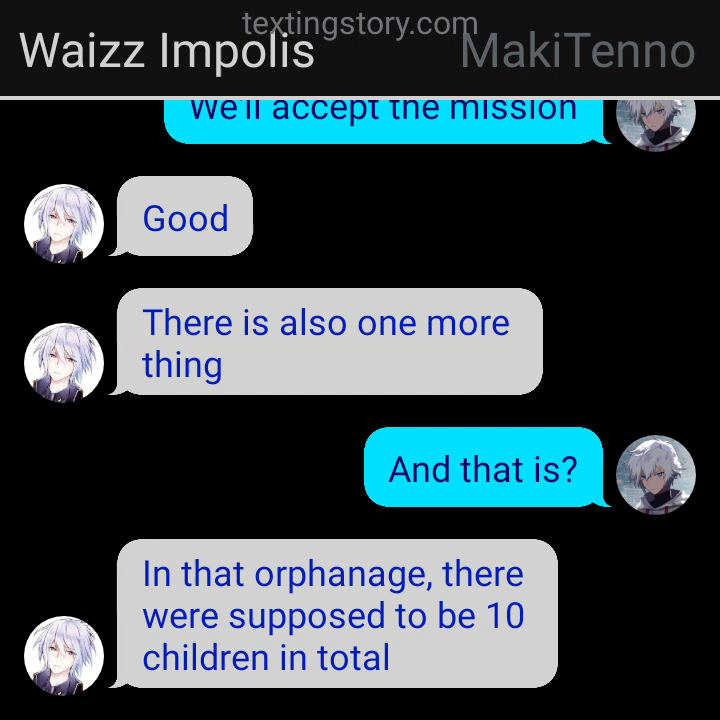 textingstory.com
Waizz Impolis MakiTenno
We'll accept the mission
Good
There is also one more
thing
And that is?
In that orphanage, there
were supposed to be 10
children in total